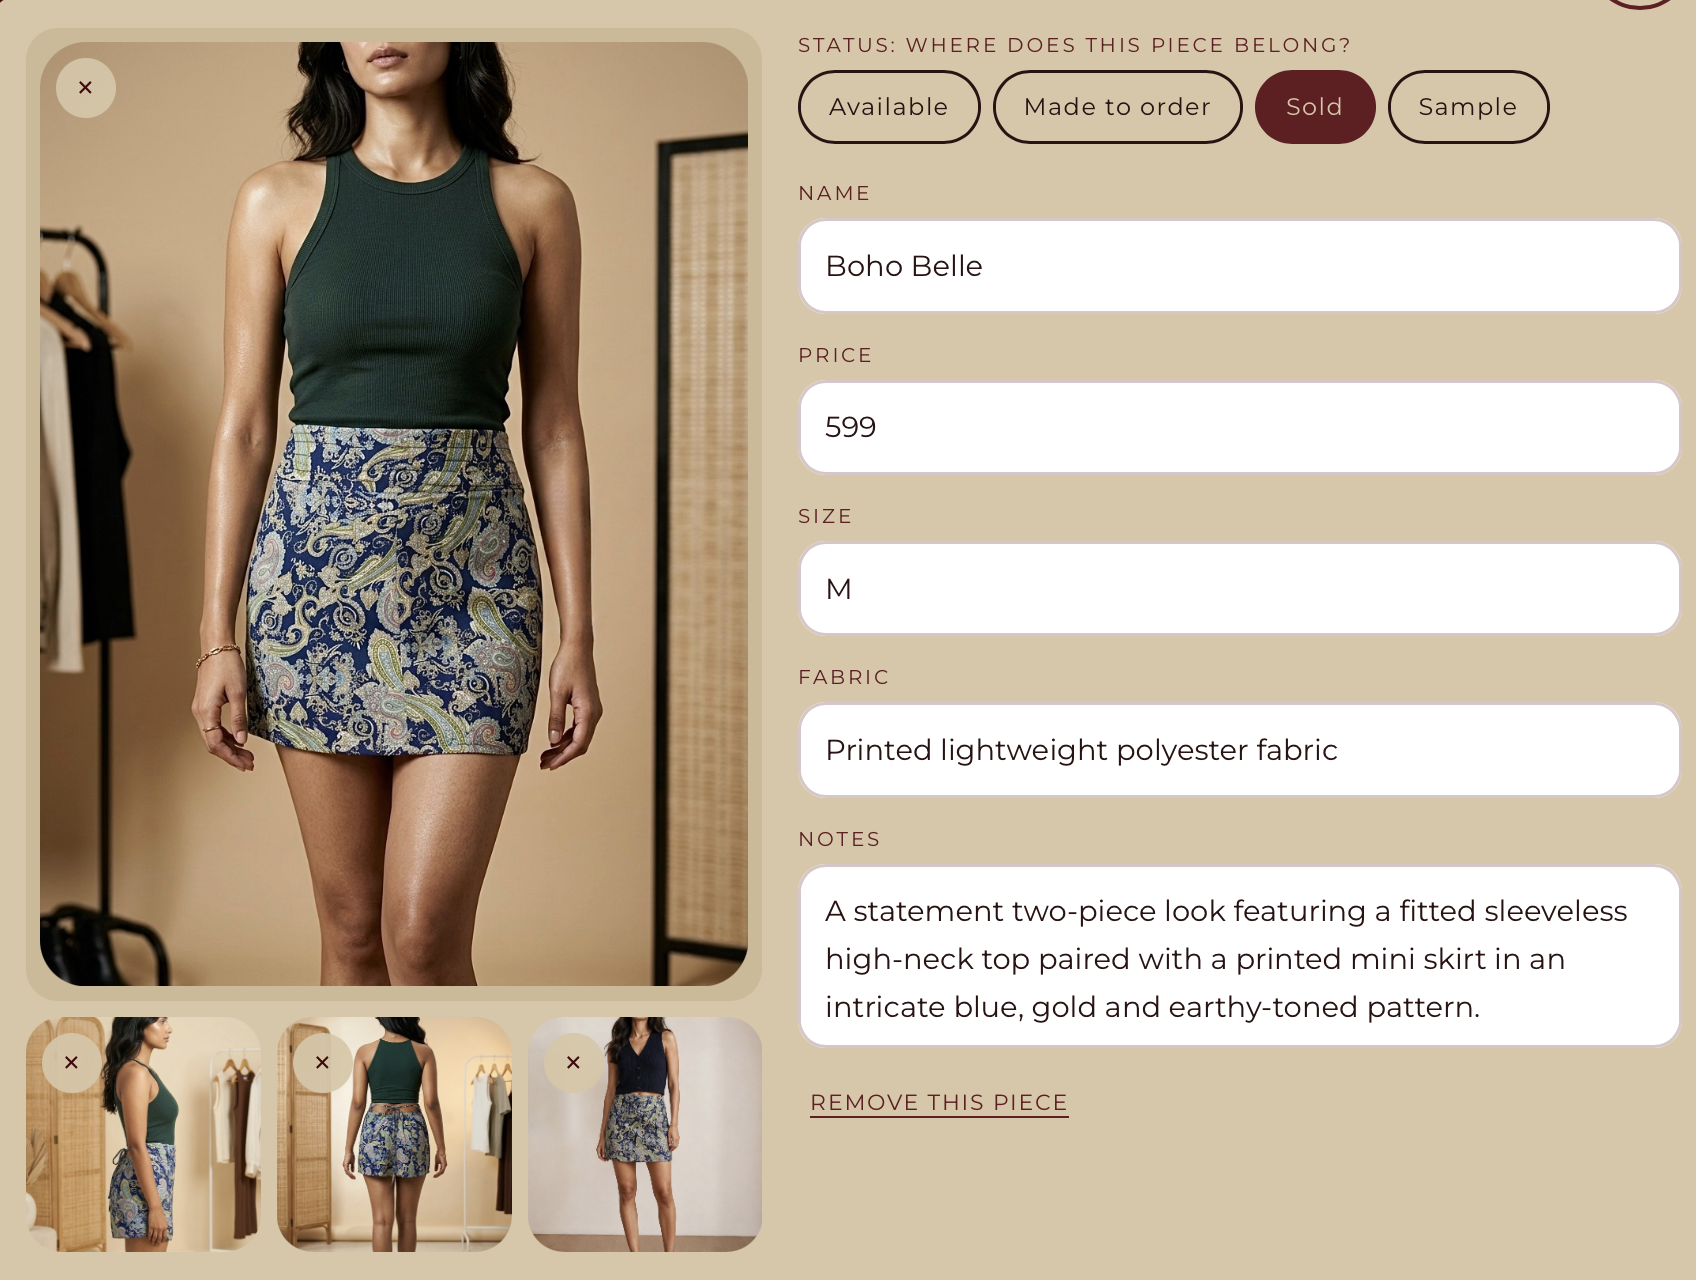 STATUS: WHERE DOES THIS PIECE BELONG?
Available Made to order Sold Sample
NAME
Boho Belle
PRICE
599
SIZE
M
FABRIC
Printed lightweight polyester fabric
NOTES
A statement two-piece look featuring a fitted sleeveless
high-neck top paired with a printed mini skirt in an
intricate blue, gold and earthy-toned pattern.
REMOVE THIS PIECE